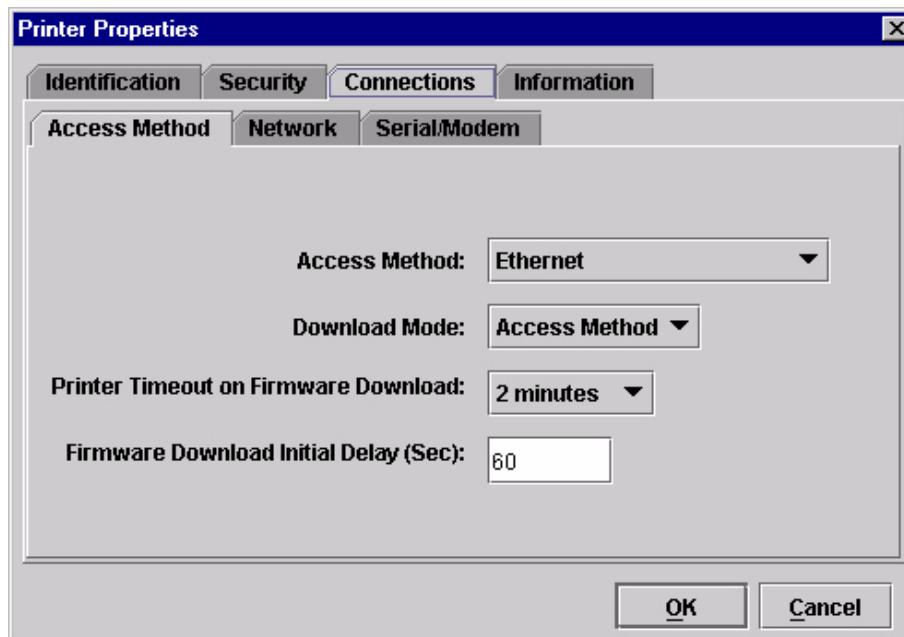 Printer Properties
Identification Security Connections Information
Access Method Network Serial/Modem
Access Method: Ethernet
Download Mode: Access Method
Printer Timeout on Firmware Download: 2 minutes
Firmware Download Initial Delay (Sec): 60
OK Cancel